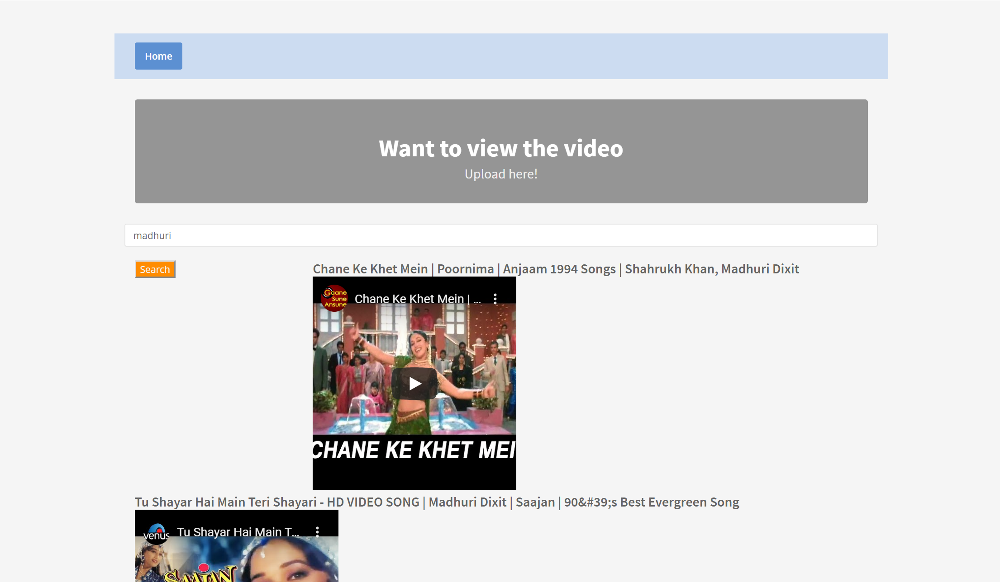 Home
Want to view the video
Upload here!
madhuri
Search
Chane Ke Khet Mein | Poornima | Anjaam 1994 Songs | Shahrukh Khan, Madhuri Dixit
Gaane
Sune
Ansune
Chane Ke Khet Mein | ...
CHANE KE KHET MEI
Tu Shayar Hai Main Teri Shayari - HD VIDEO SONG | Madhuri Dixit | Saajan | 90&#39;s Best Evergreen Song
venus
Tu Shayar Hai Main T...
SAAJAN